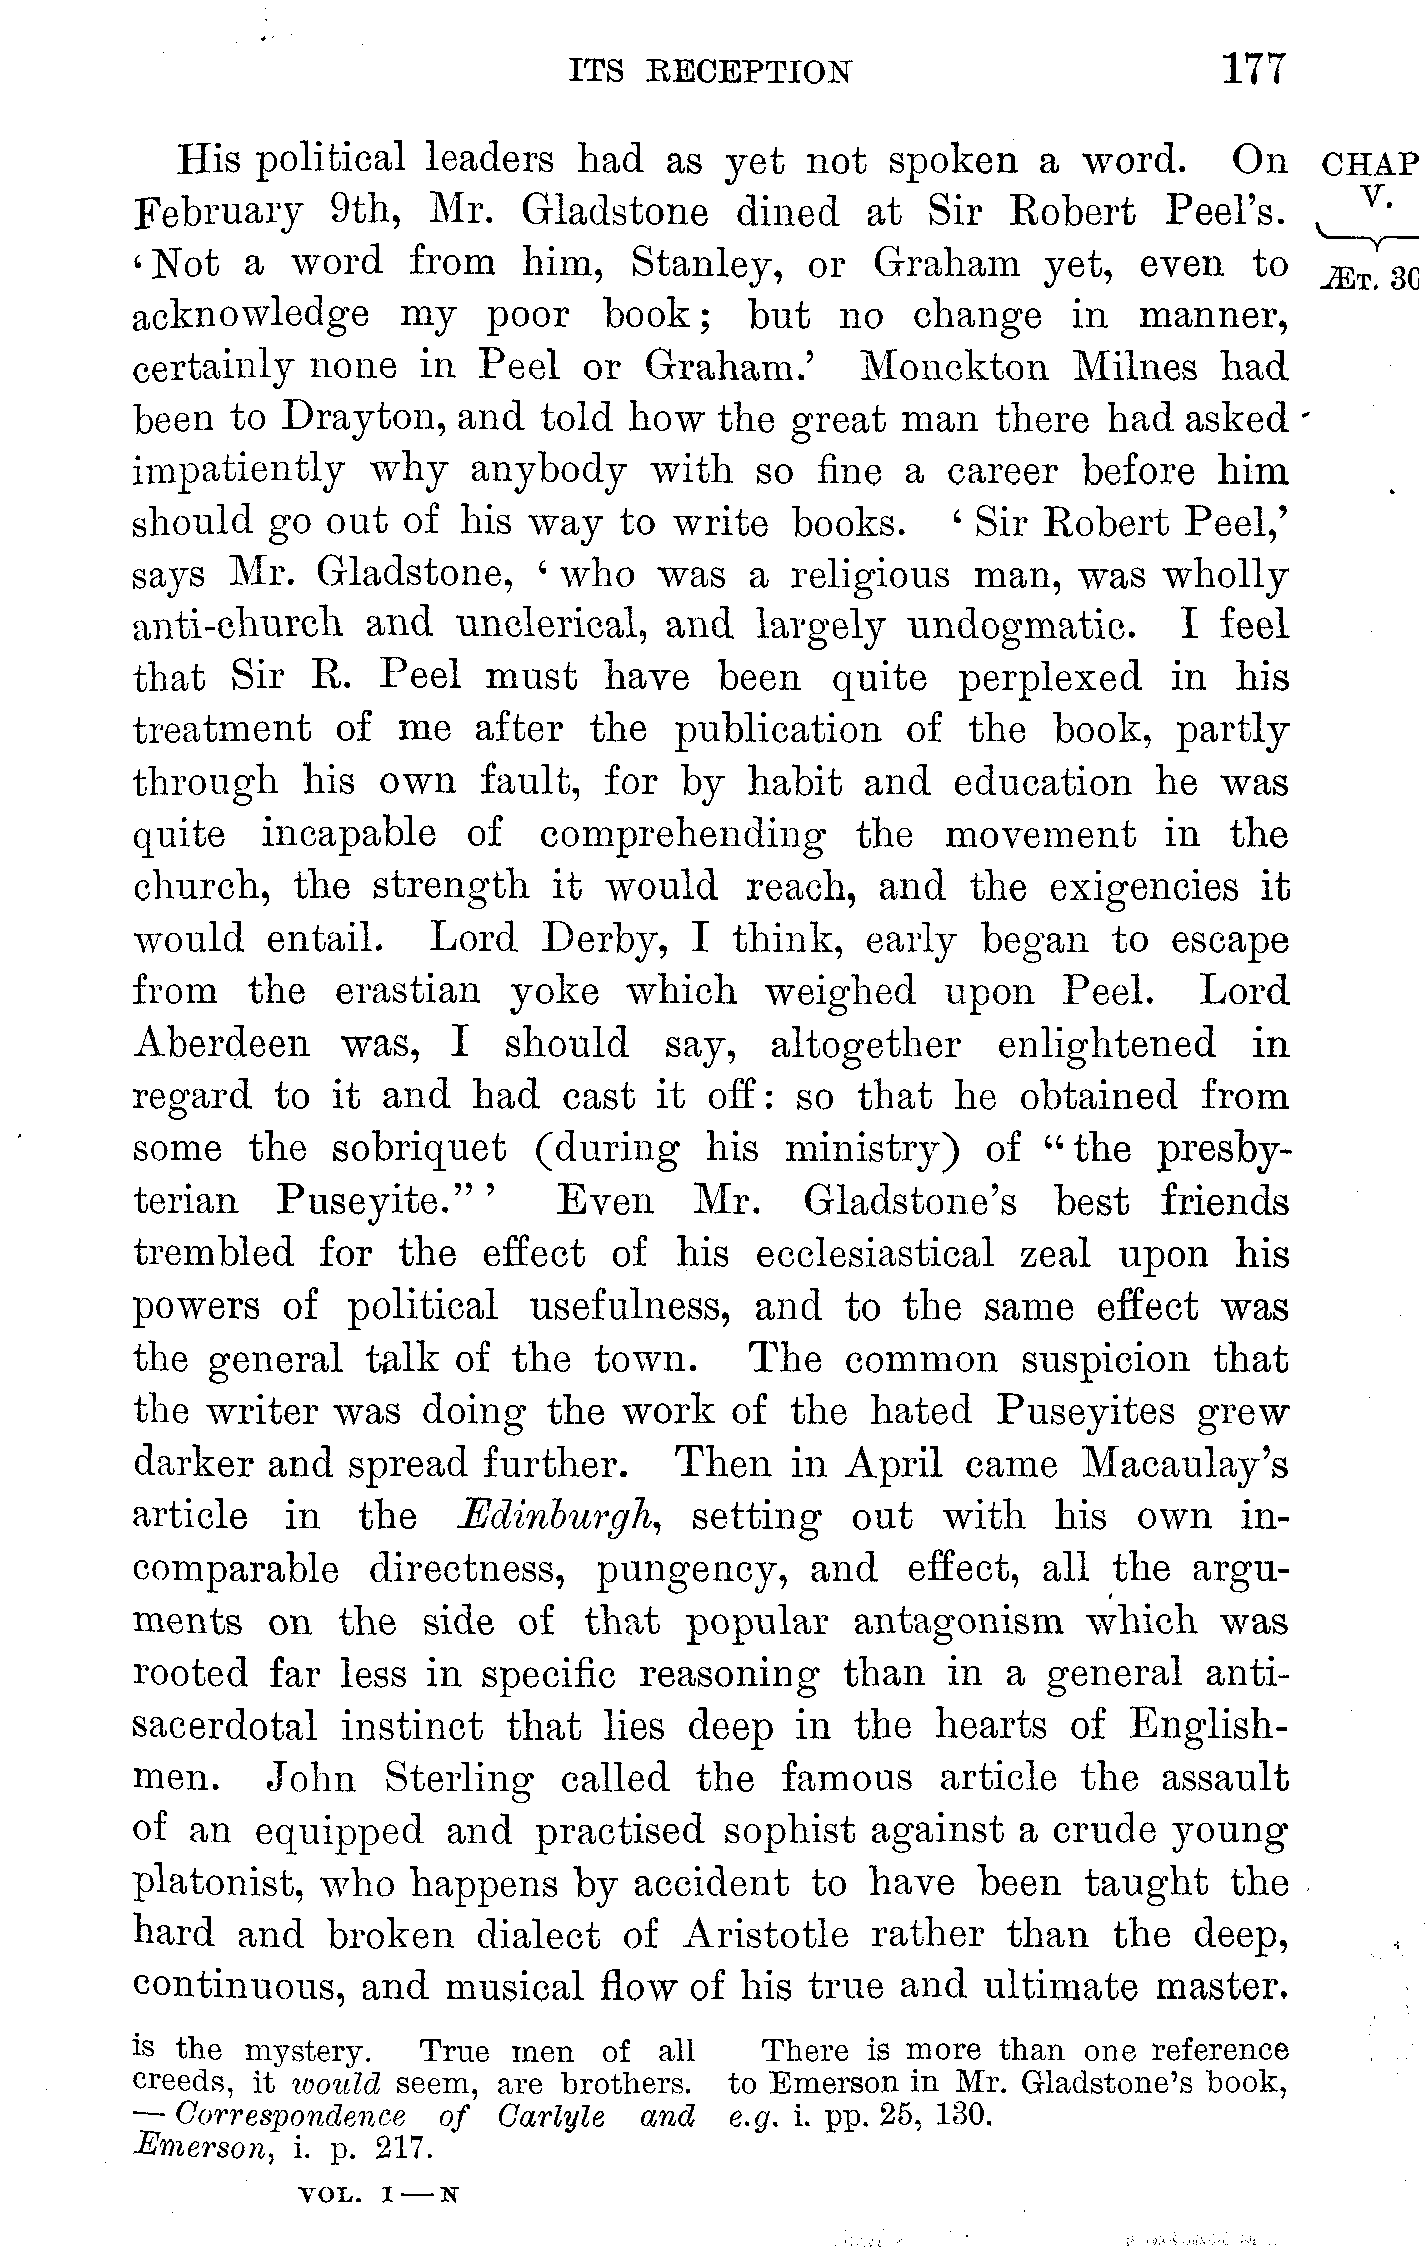 ITS RECEPTION 177
His political leaders had as yet not spoken a word. On
February 9th, Mr. Gladstone dined at Sir Robert Peel's.
‘Not a word from him, Stanley, or Graham yet, even to
acknowledge my poor book; but no change in manner,
certainly none in Peel or Graham.’ Monckton Milnes had
been to Drayton, and told how the great man there had asked
impatiently why anybody with so fine a career before him
should go out of his way to write books. ‘Sir Robert Peel,’
says Mr. Gladstone, ‘who was a religious man, was wholly
anti-church and unclerical, and largely undogmatic. I feel
that Sir R. Peel must have been quite perplexed in his
treatment of me after the publication of the book, partly
through his own fault, for by habit and education he was
quite incapable of comprehending the movement in the
church, the strength it would reach, and the exigencies it
would entail. Lord Derby, I think, early began to escape
from the erastian yoke which weighed upon Peel. Lord
Aberdeen was, I should say, altogether enlightened in
regard to it and had cast it off: so that he obtained from
some the sobriquet (during his ministry) of “the presby-
terian Puseyite.”’ Even Mr. Gladstone's best friends
trembled for the effect of his ecclesiastical zeal upon his
powers of political usefulness, and to the same effect was
the general talk of the town. The common suspicion that
the writer was doing the work of the hated Puseyites grew
darker and spread further. Then in April came Macaulay's
article in the Edinburgh, setting out with his own in-
comparable directness, pungency, and effect, all the argu-
ments on the side of that popular antagonism which was
rooted far less in specific reasoning than in a general anti-
sacerdotal instinct that lies deep in the hearts of English-
men. John Sterling called the famous article the assault
of an equipped and practised sophist against a crude young
platonist, who happens by accident to have been taught the
hard and broken dialect of Aristotle rather than the deep,
continuous, and musical flow of his true and ultimate master.
CHAP
V.
ÆT. 30
is the mystery. True men of all
creeds, it would seem, are brothers.
— Correspondence of Carlyle and
Emerson, i. p. 217.
There is more than one reference
to Emerson in Mr. Gladstone's book,
e.g. i. pp. 25, 130.
VOL. I—N